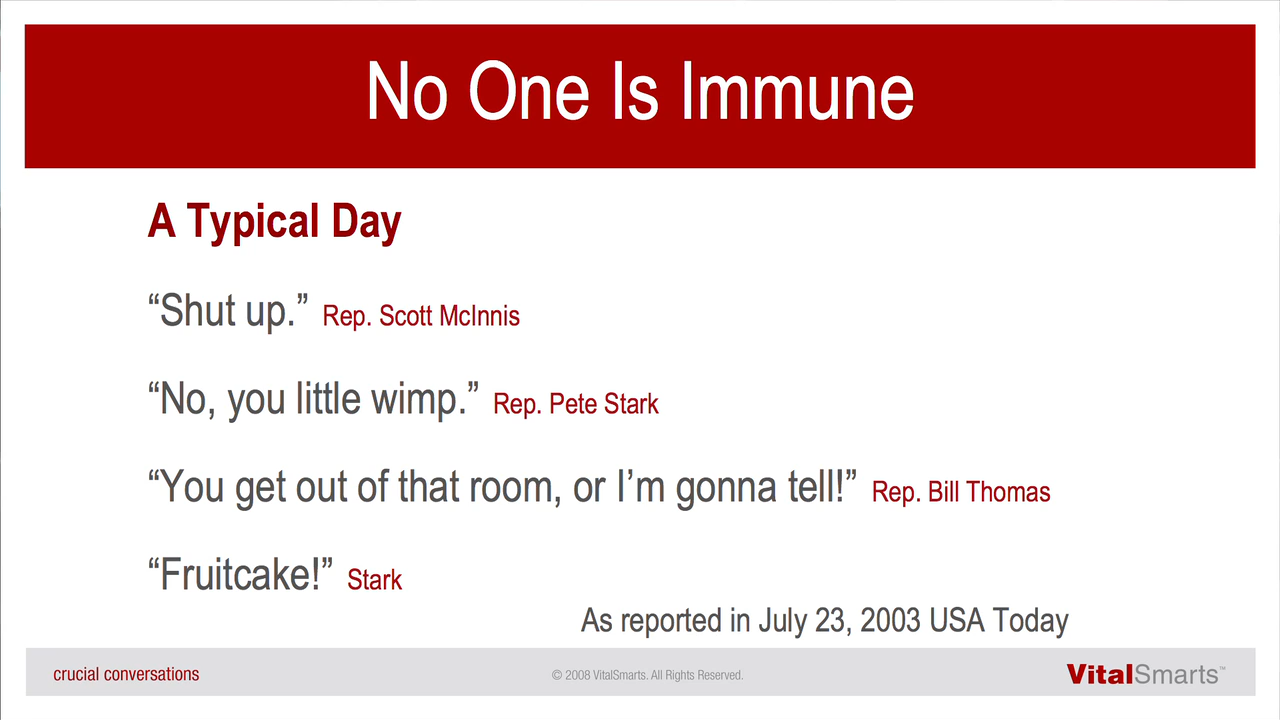 No One Is Immune
A Typical Day
“Shut up.” Rep. Scott McInnis
“No, you little wimp.” Rep. Pete Stark
“You get out of that room, or I’m gonna tell!” Rep. Bill Thomas
“Fruitcake!” Stark
As reported in July 23, 2003 USA Today
crucial conversations
© 2008 VitalSmarts. All Rights Reserved.
VitalSmarts™